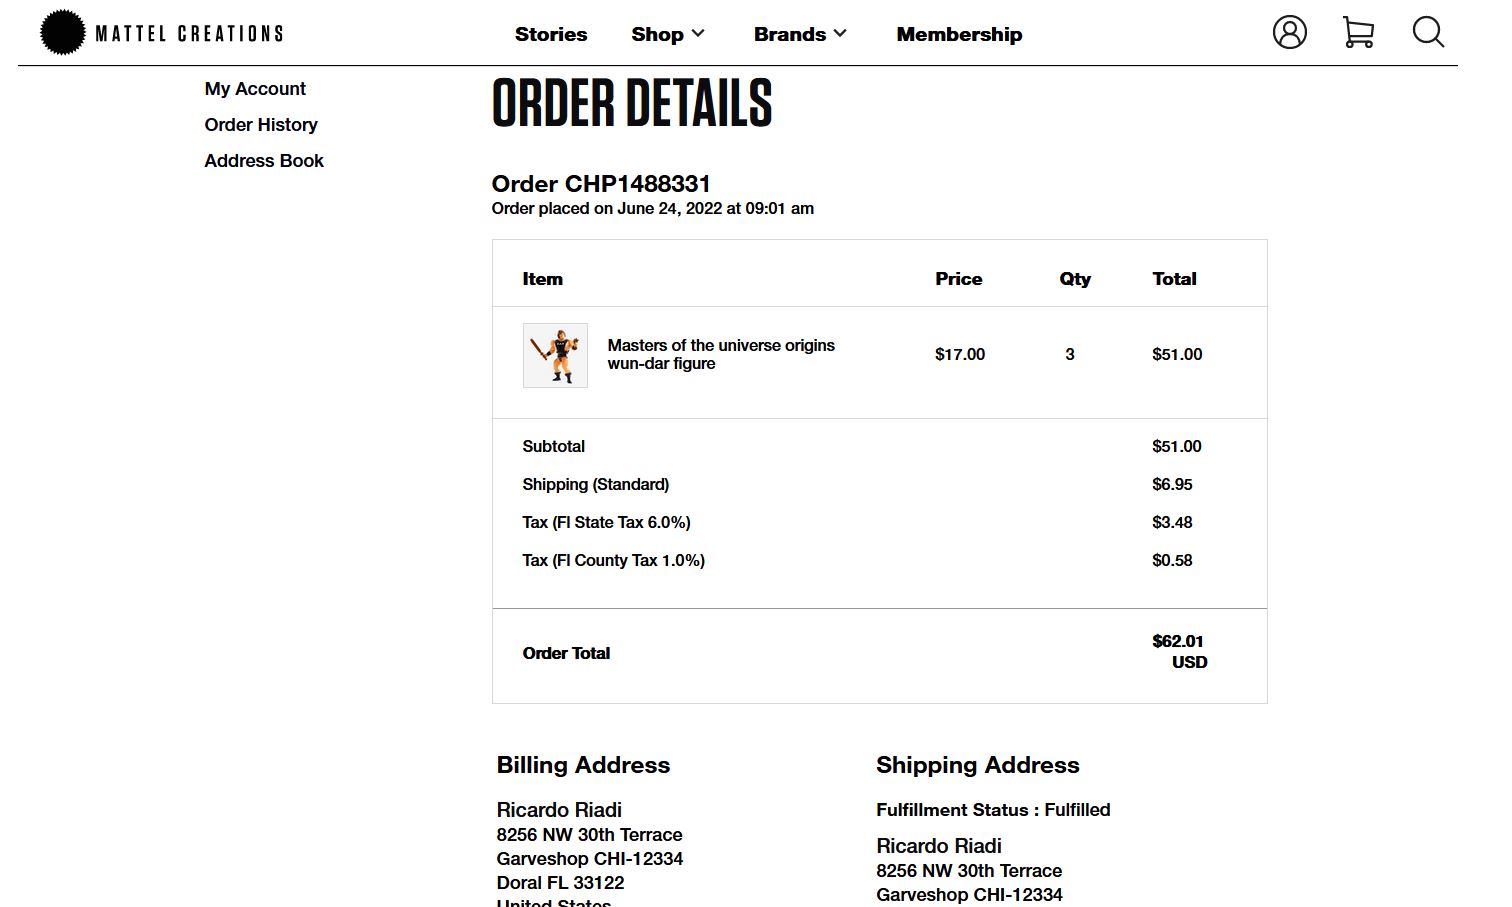 MATTEL CREATIONS
Stories
Shop
Brands
Membership
My Account
Order History
Address Book
ORDER DETAILS
Order CHP1488331
Order placed on June 24, 2022 at 09:01 am
Item Price Qty Total
Masters of the universe origins
wun-dar figure
$17.00 3 $51.00
Subtotal $51.00
Shipping (Standard) $6.95
Tax (Fl State Tax 6.0%) $3.48
Tax (Fl County Tax 1.0%) $0.58
Order Total $62.01
USD
Billing Address
Ricardo Riadi
8256 NW 30th Terrace
Garveshop CHI-12334
Doral FL 33122
United States
Shipping Address
Fulfillment Status : Fulfilled
Ricardo Riadi
8256 NW 30th Terrace
Garveshop CHI-12334